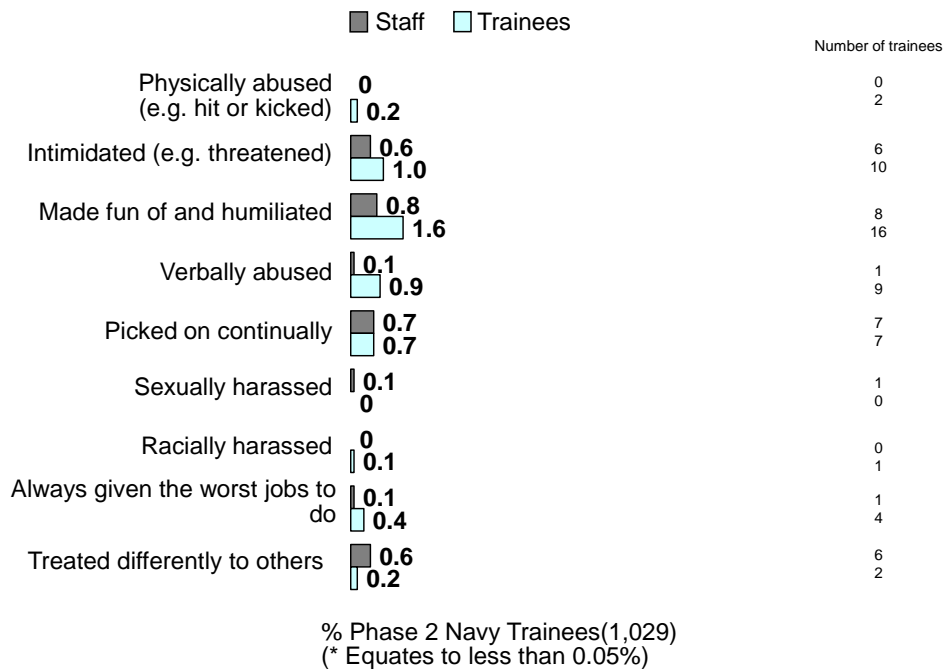 Staff Trainees
Number of trainees
Physically abused
(e.g. hit or kicked)
0
0.2
0
2
Intimidated (e.g. threatened)
0.6
1.0
6
10
Made fun of and humiliated
0.8
1.6
8
16
Verbally abused
0.1
0.9
1
9
Picked on continually
0.7
0.7
7
7
Sexually harassed
0.1
0
1
0
Racially harassed
0
0.1
0
1
Always given the worst jobs to
do
0.1
0.4
1
4
Treated differently to others
0.6
0.2
6
2
% Phase 2 Navy Trainees(1,029)
(* Equates to less than 0.05%)